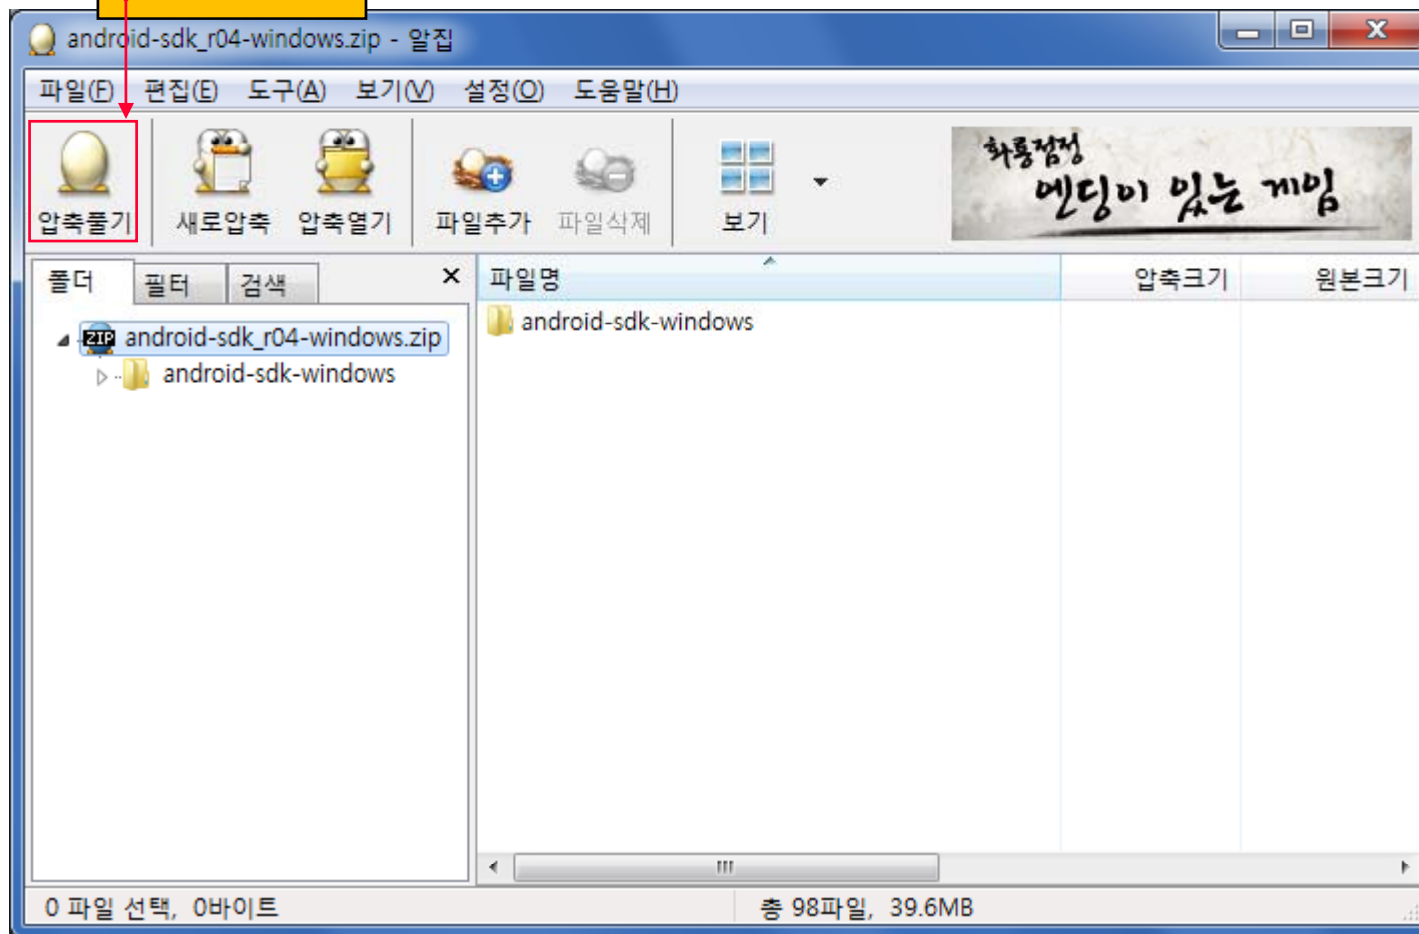 android-sdk_r04-windows.zip - 알집
파일(F) 편집(E) 도구(A) 보기(V) 설정(O) 도움말(H)
압축풀기 새로압축 압축열기 파일추가 파일삭제 보기
화룡점정
엔딩이 있는 게임
폴더 필터 검색
파일명 압축크기 원본크기
ZIP android-sdk_r04-windows.zip
android-sdk-windows
android-sdk-windows
0 파일 선택, 0바이트
총 98파일, 39.6MB